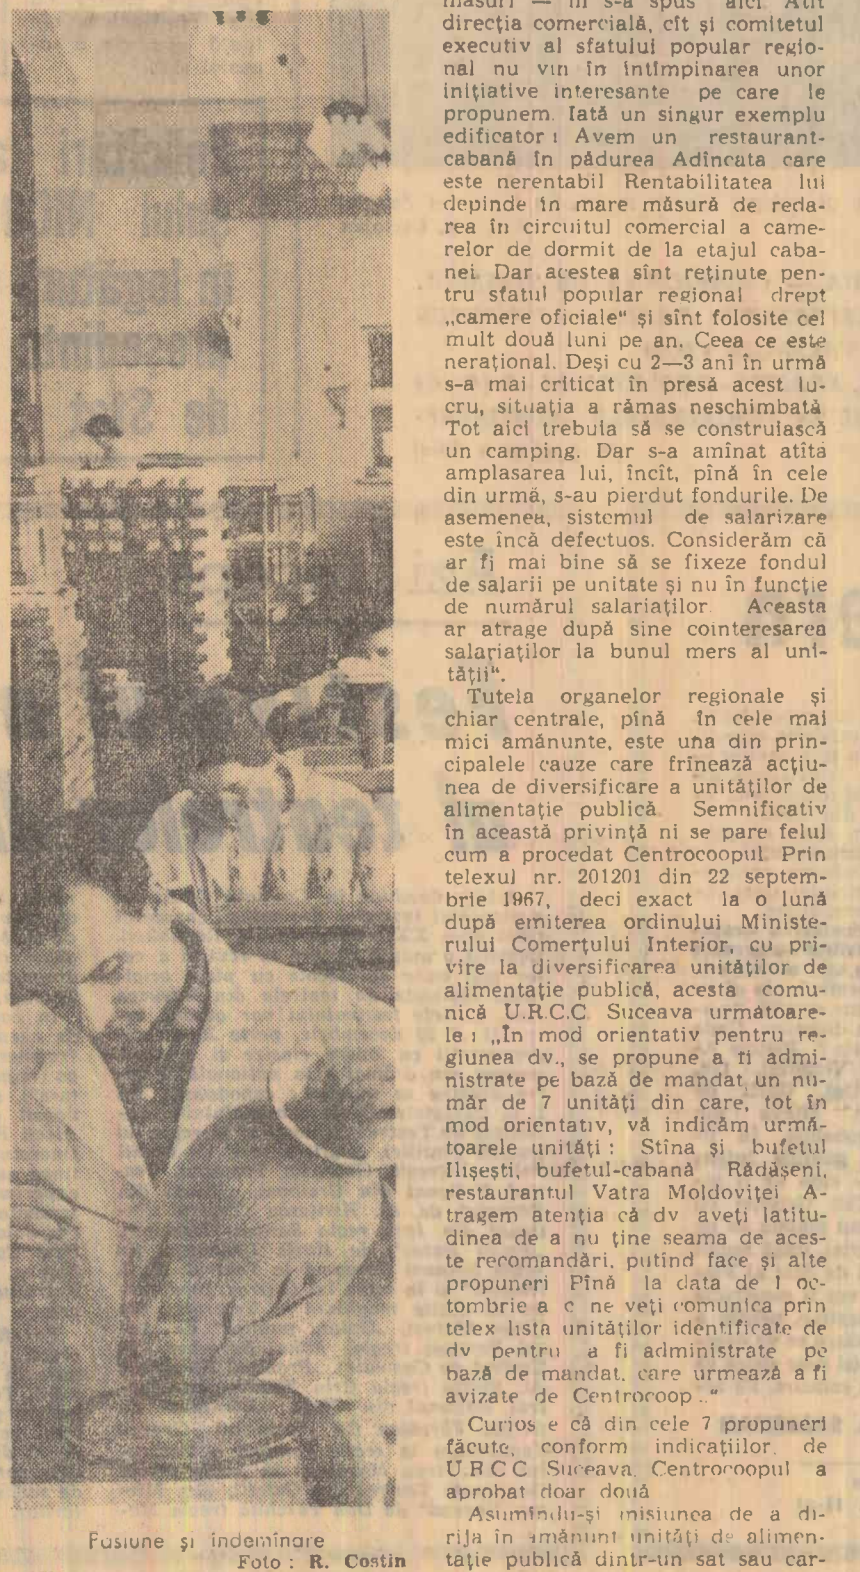 măsuri — ni s-a spus aici Atît
direcția comercială, cît și comitetul
executiv al sfatului popular regio-
nal nu vin în întîmpinarea unor
inițiative interesante pe care le
propunem. Iată un singur exemplu
edificator : Avem un restaurant-
cabană în pădurea Adîncata care
este nerentabil Rentabilitatea lui
depinde în mare măsură de reda-
rea în circuitul comercial a came-
relor de dormit de la etajul caba-
nei. Dar acestea sînt reținute pen-
tru sfatul popular regional drept
„camere oficiale“ și sînt folosite cel
mult două luni pe an. Ceea ce este
nerațional. Deși cu 2—3 ani în urmă
s-a mai criticat în presă acest lu-
cru, situația a rămas neschimbată
Tot aici trebuia să se construiască
un camping. Dar s-a amînat atîta
amplasarea lui, încît, pînă în cele
din urmă, s-au pierdut fondurile. De
asemenea, sistemul de salarizare
este încă defectuos. Considerăm că
ar fi mai bine să se fixeze fondul
de salarii pe unitate și nu în funcție
de numărul salariaților. Aceasta
ar atrage după sine cointeresarea
salariaților la bunul mers al uni-
tății“.
Tutela organelor regionale și
chiar centrale, pînă în cele mai
mici amănunte, este una din prin-
cipalele cauze care frînează acțiu-
nea de diversificare a unităților de
alimentație publică. Semnificativ
în această privință ni se pare felul
cum a procedat Centrocoopul. Prin
telexul nr. 201201 din 22 septem-
brie 1967, deci exact la o lună
după emiterea ordinului Ministe-
rului Comerțului Interior, cu pri-
vire la diversificarea unităților de
alimentație publică, acesta comu-
nică U.R.C.C. Suceava următoare-
le : „În mod orientativ pentru re-
giunea dv., se propune a fi admi-
nistrate pe bază de mandat un nu-
măr de 7 unități din care, tot în
mod orientativ, vă indicăm urmă-
toarele unități : Stîna și bufetul
Ilișești, bufetul-cabană Rădășeni,
restaurantul Vatra Moldoviței A-
tragem atenția că dv aveți latitu-
dinea de a nu ține seama de aces-
te recomandări, putînd face și alte
propuneri Pînă la data de 1 oc-
tombrie a c ne veți comunica prin
telex lista unităților identificate de
dv pentru a fi administrate pe
bază de mandat, care urmează a fi
avizate de Centrocoop ..“
Curios e că din cele 7 propuneri
făcute, conform indicațiilor, de
U R C C Suceava, Centrocoopul a
aprobat doar două
Asumîndu-și misiunea de a di-
rija în amănunt unități de alimen-
tație publică dintr-un sat sau car-
Pasiune și îndemînare
Foto : R. Costin